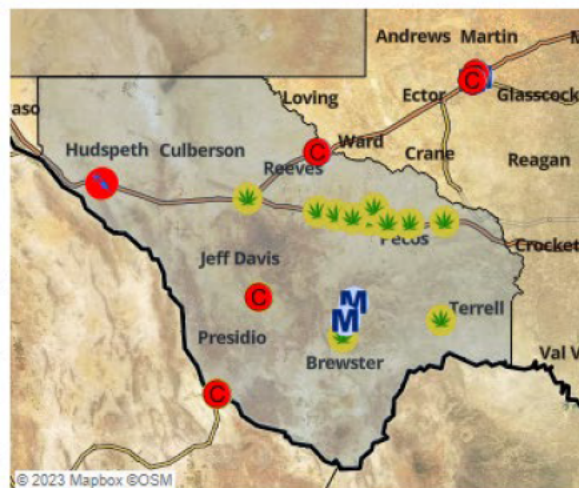 Andrews Martin
Loving
Ector
Glasscock
aso
Ward
Hudspeth Culberson
Crane
Reeves
Reagan
C
Pecos
Crocket
Jeff Davis
C
M
M
Terrell
Presidio
Val V
Brewster
C
© 2023 Mapbox ©OSM